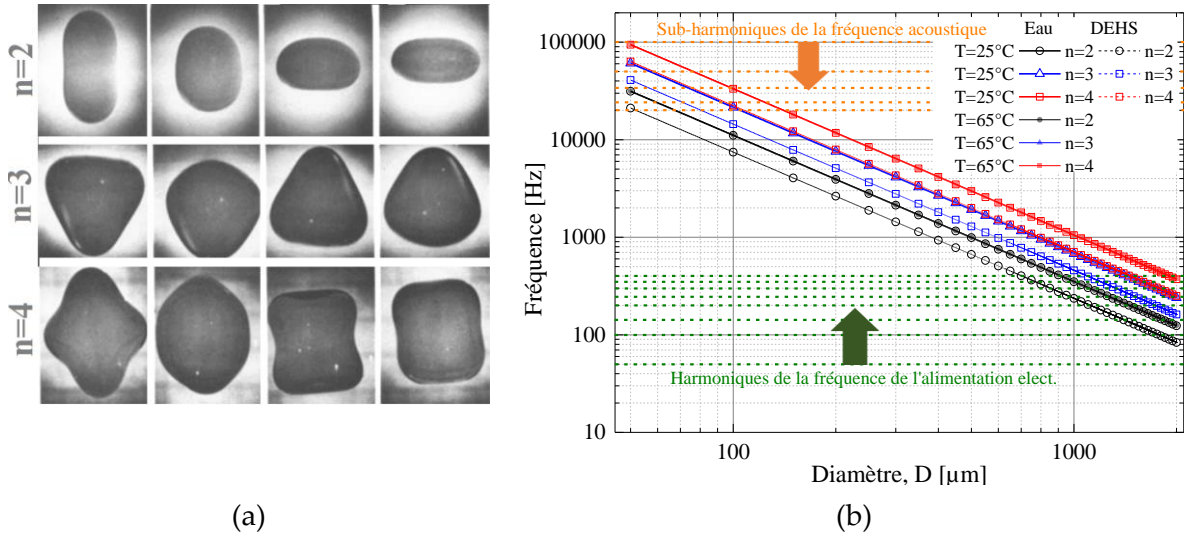 n=2
n=3
n=4
(a)
(b)
Fréquence [Hz]
100000
10000
1000
100
10
Sub-harmoniques de la fréquence acoustique
Eau DEHS
T=25°C n=2 n=2
T=25°C n=3 n=3
T=25°C n=4 n=4
T=65°C n=2
T=65°C n=3
T=65°C n=4
Harmoniques de la fréquence de l'alimentation elect.
100 1000
Diamètre, D [µm]
(a) (b)